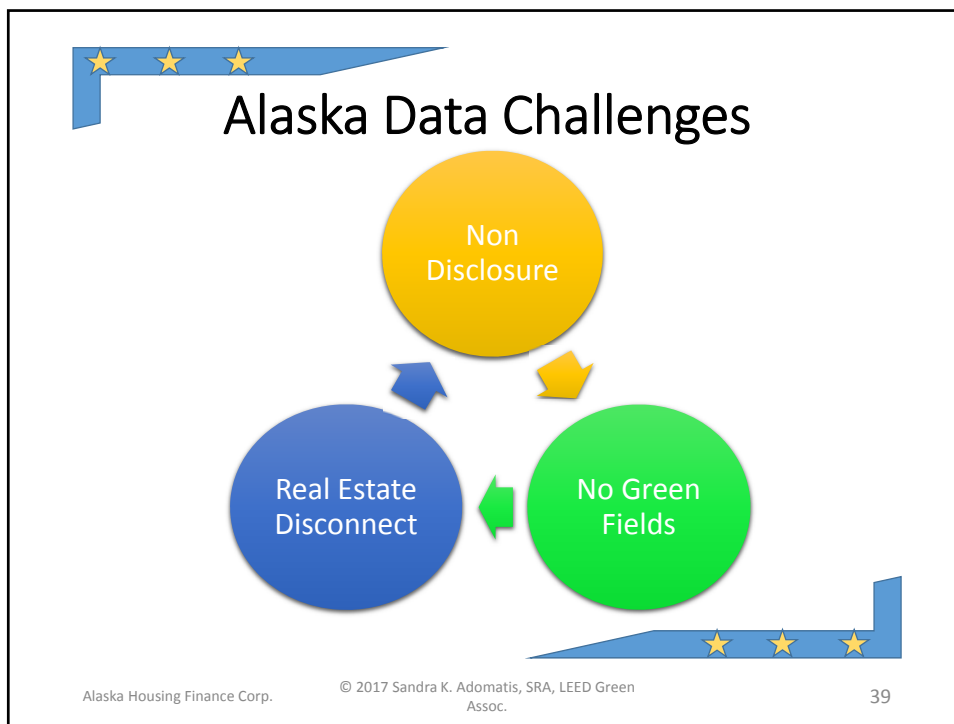 Alaska Data Challenges
Non
Disclosure
No Green
Fields
Real Estate
Disconnect
Alaska Housing Finance Corp.
© 2017 Sandra K. Adomatis, SRA, LEED Green
Assoc.
39